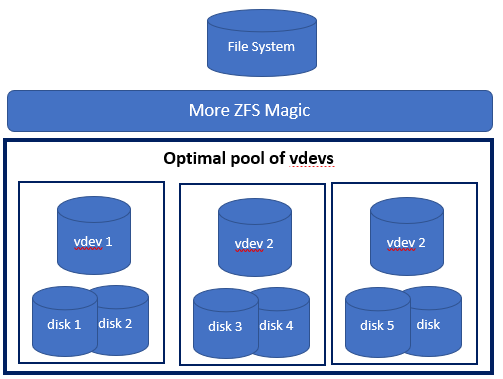 File System
More ZFS Magic
Optimal pool of vdevs
vdev 1
vdev 2
vdev 2
disk 1
disk 2
disk 3
disk 4
disk 5
disk